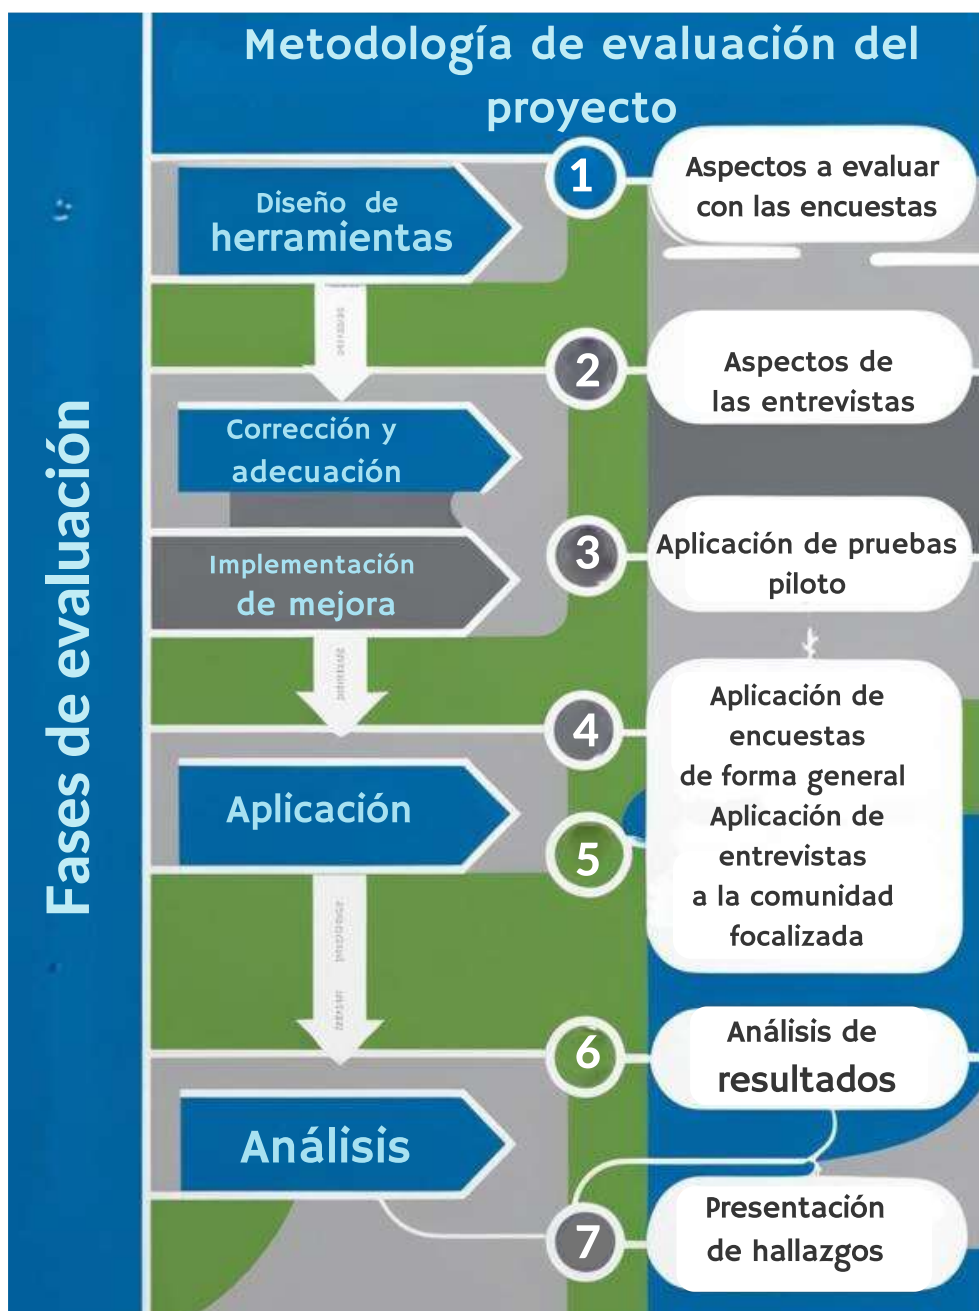 Metodología de evaluación del
proyecto
Fases de evaluación
Diseño de
herramientas
1
Aspectos a evaluar
con las encuestas
2
Aspectos de
las entrevistas
Corrección y
adecuación
Implementación
de mejora
3
Aplicación de pruebas
piloto
4
Aplicación de
encuestas
de forma general
Aplicación
5
Aplicación de
entrevistas
a la comunidad
focalizada
6
Análisis de
resultados
Análisis
7
Presentación
de hallazgos